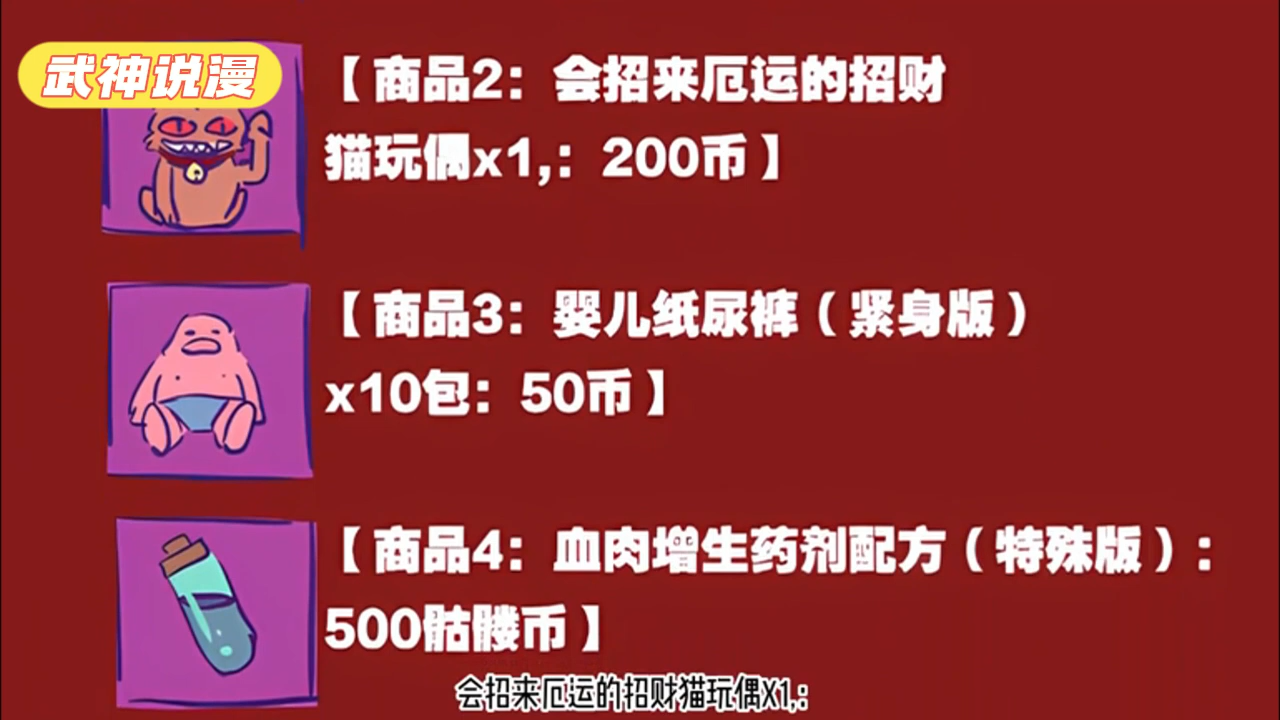 武神说漫
【商品2：会招来厄运的招财
猫玩偶x1,：200币】
【商品3：婴儿纸尿裤（紧身版）
x10包：50币】
【商品4：血肉增生药剂配方（特殊版）：
500骷髅币】
会招来厄运的招财猫玩偶X1,：